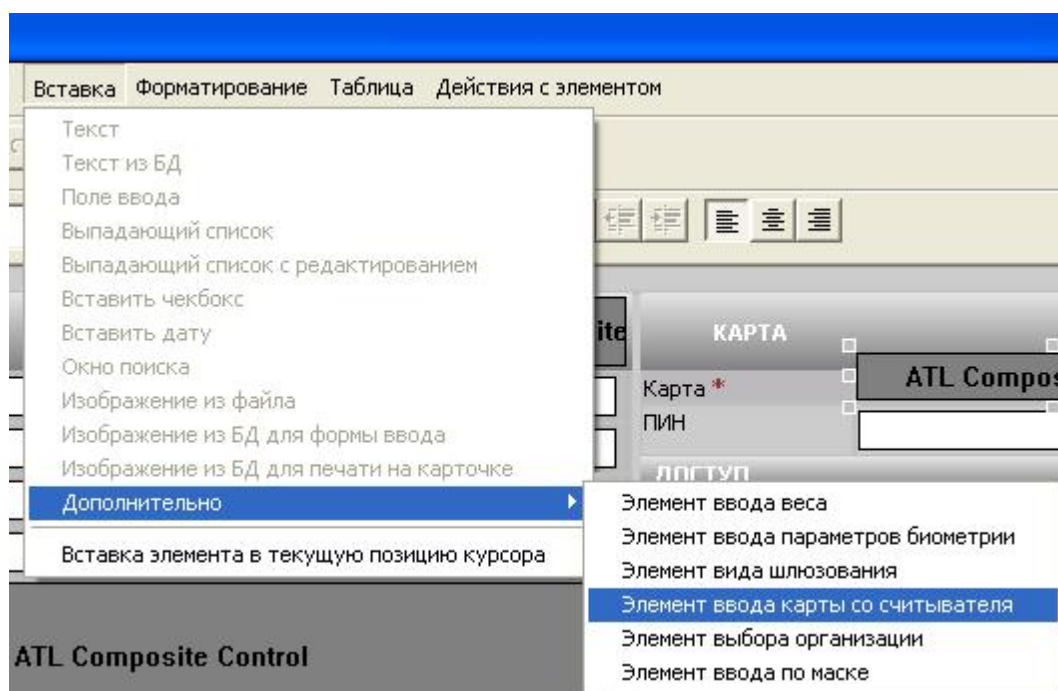 Вставка Форматирование Таблица Действия с элементом
Текст
Текст из БД
Поле ввода
Выпадающий список
Выпадающий список с редактированием
Вставить чекбокс
Вставить дату
Окно поиска
Изображение из файла
Изображение из БД для формы ввода
Изображение из БД для печати на карточке
Дополнительно
Вставка элемента в текущую позицию курсора
КАРТА
Карта *
ATL
ПИН
ДОСТУП
Элемент ввода веса
Элемент ввода параметров биометрии
Элемент вида шлюзования
Элемент ввода карты со считывателя
Элемент выбора организации
Элемент ввода по маске
ATL Composite Control